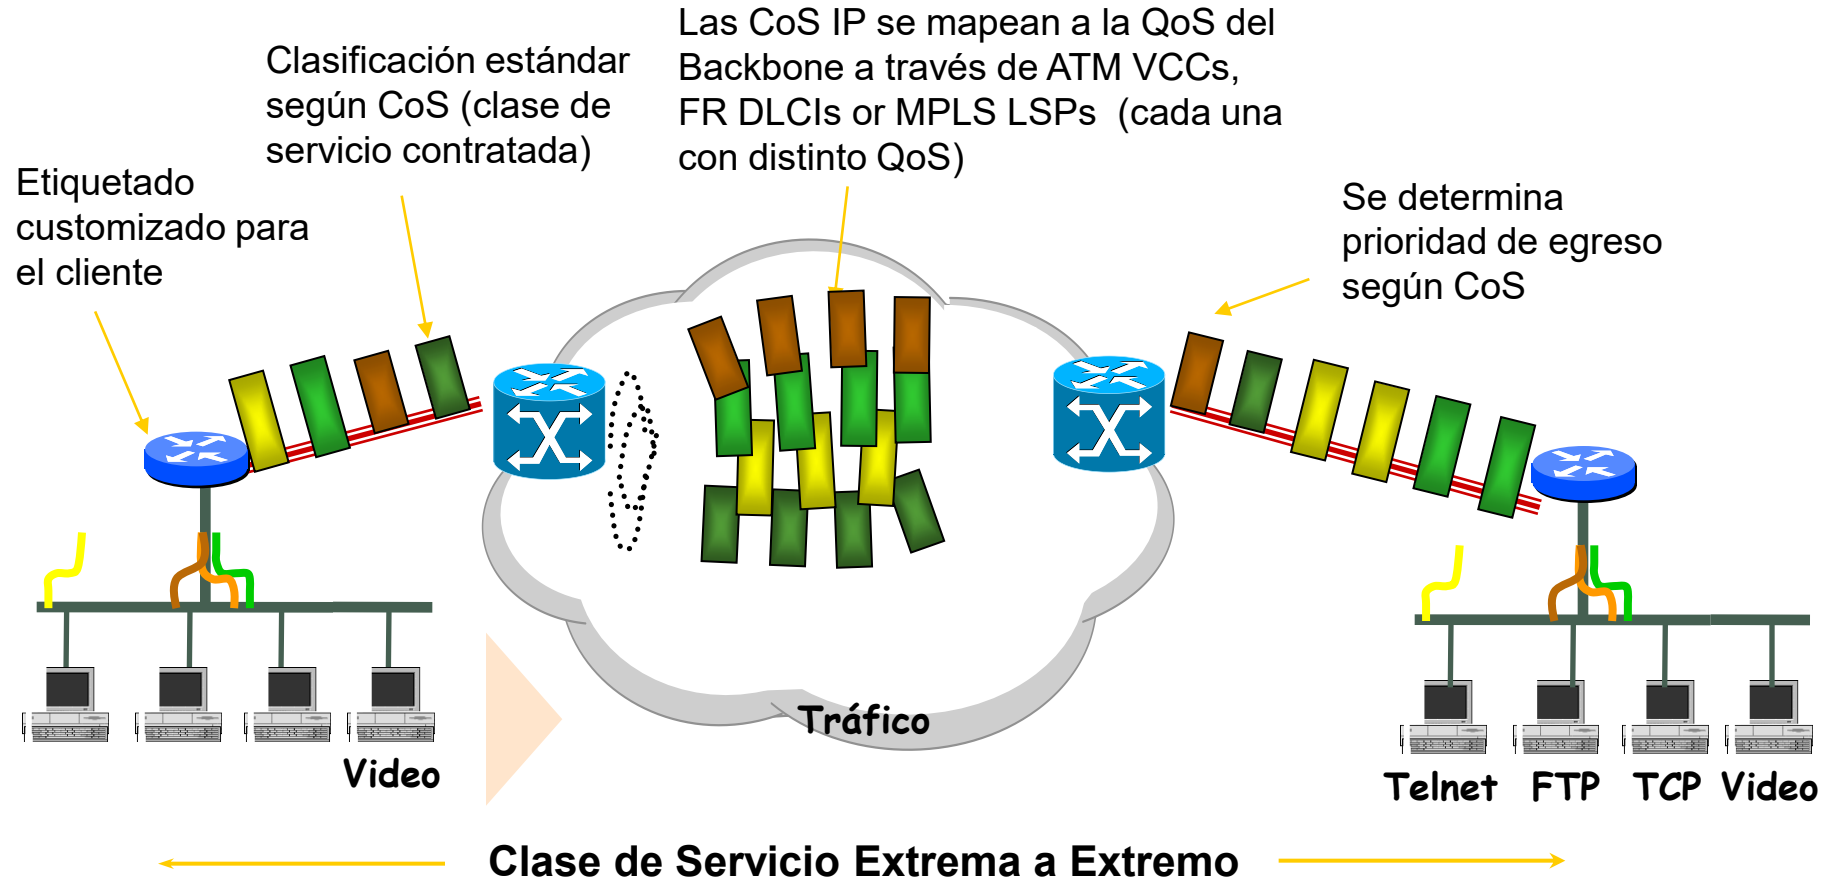 Las CoS IP se mapean a la QoS del
Backbone a través de ATM VCCs,
FR DLCIs or MPLS LSPs (cada una
con distinto QoS)
Clasificación estándar
según CoS (clase de
servicio contratada)
Etiquetado
customizado para
el cliente
Se determina
prioridad de egreso
según CoS
Tráfico
Video
Telnet FTP TCP Video
Clase de Servicio Extrema a Extremo